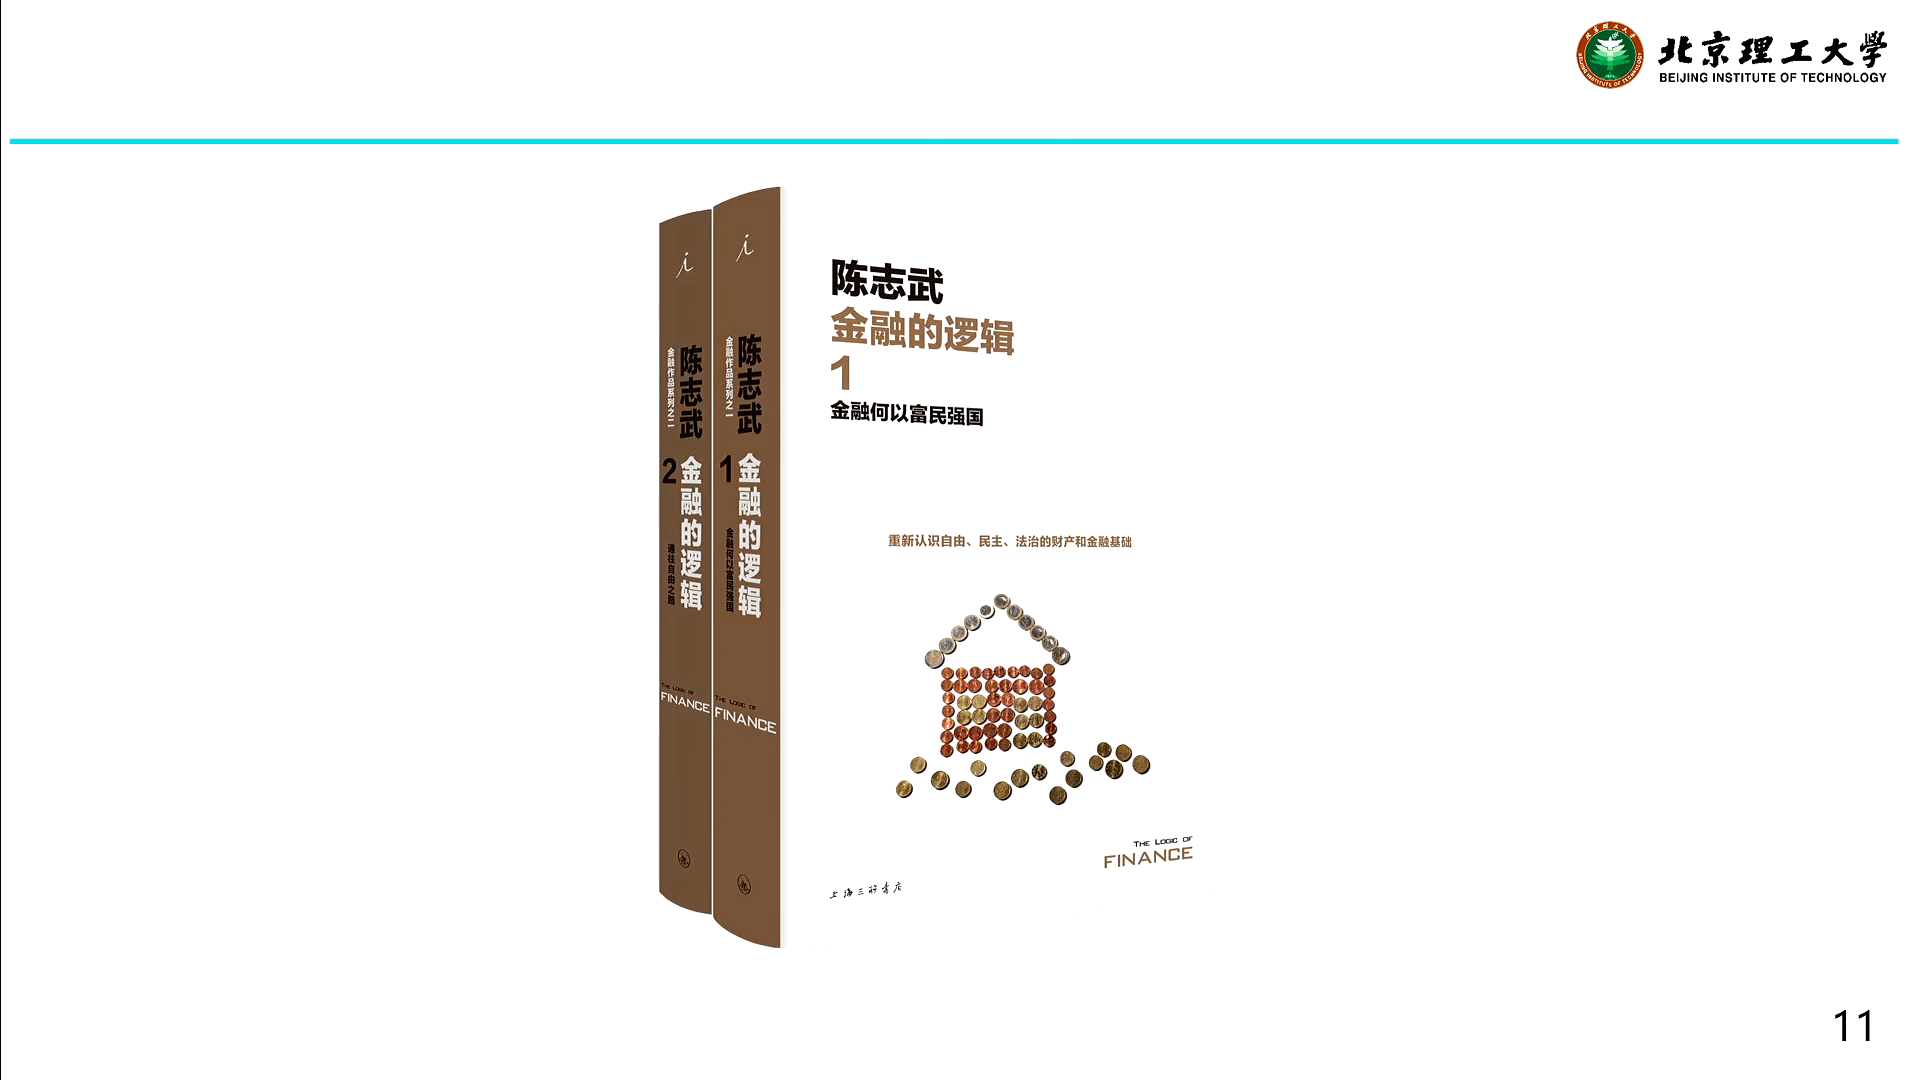 北京理工大学
BEIJING INSTITUTE OF TECHNOLOGY
金融作品系列之二
陈志武
2
金融的逻辑
通往自由之路
THE LOGIC OF
FINANCE
金融作品系列之一
陈志武
1
金融的逻辑
金融何以富民强国
THE LOGIC OF
FINANCE
陈志武
金融的逻辑
1
金融何以富民强国
重新认识自由、民主、法治的财产和金融基础
THE LOGIC OF
FINANCE
上海三联书店
11